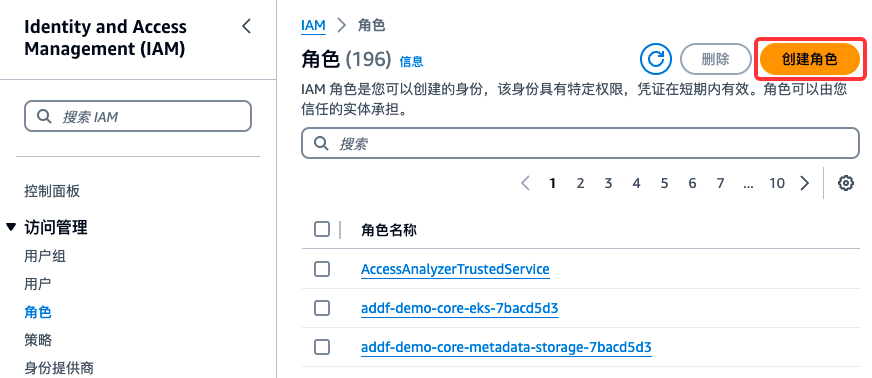 Identity and Access
Management (IAM)
搜索 IAM
控制面板
访问管理
用户组
用户
角色
策略
身份提供商
IAM > 角色
角色 (196) 信息
删除
创建角色
IAM 角色是您可以创建的身份，该身份具有特定权限，凭证在短期内有效。角色可以由您
信任的实体承担。
搜索
1 2 3 4 5 6 7 ... 10
角色名称
AccessAnalyzerTrustedService
addf-demo-core-eks-7bacd5d3
addf-demo-core-metadata-storage-7bacd5d3